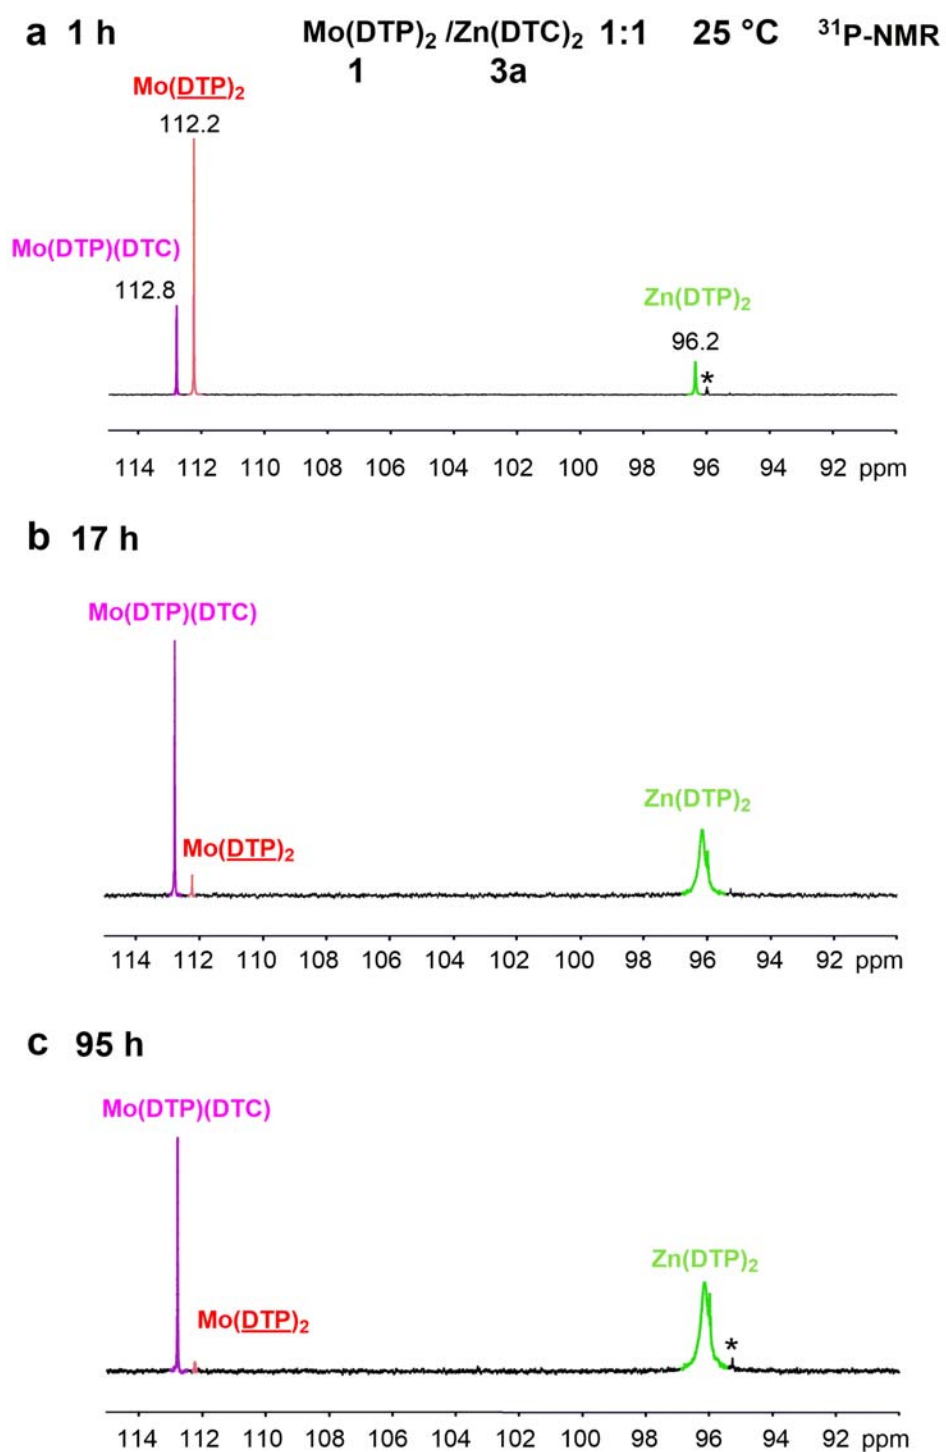 a 1 h Mo(DTP)₂ /Zn(DTC)₂ 1:1 25 °C ³¹P-NMR
1 3a
Mo(DTP)₂
112.2
Mo(DTP)(DTC)
112.8
Zn(DTP)₂
96.2
*
114 112 110 108 106 104 102 100 98 96 94 92 ppm
b 17 h
Mo(DTP)(DTC)
Zn(DTP)₂
Mo(DTP)₂
114 112 110 108 106 104 102 100 98 96 94 92 ppm
c 95 h
Mo(DTP)(DTC)
Zn(DTP)₂
Mo(DTP)₂
*
114 112 110 108 106 104 102 100 98 96 94 92 ppm